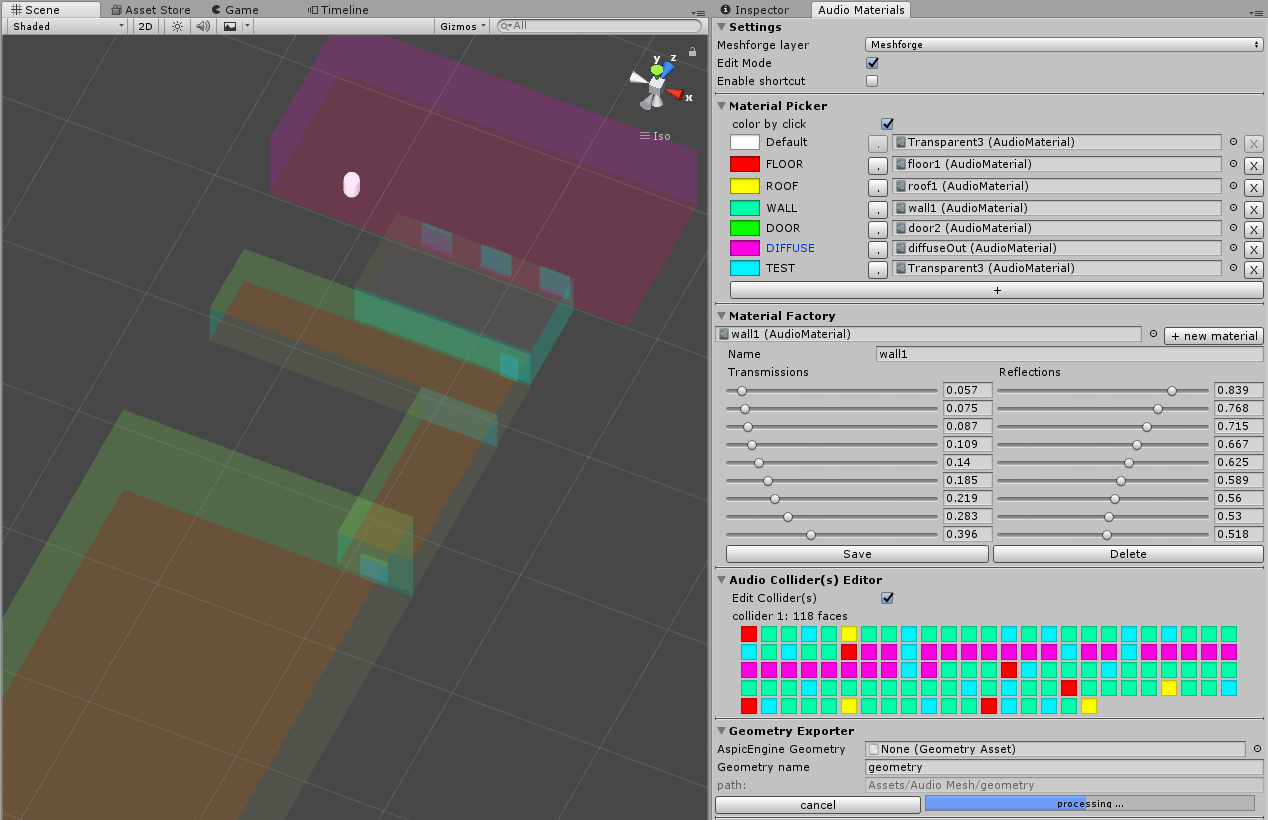 Scene Asset Store Game Timeline
Shaded 2D Gizmos All
y z
x
Iso
Inspector Audio Materials
Settings
Meshforge layer Meshforge
Edit Mode
Enable shortcut
Material Picker
color by click
Default . Transparent3 (AudioMaterial) X
FLOOR . floor1 (AudioMaterial) X
ROOF . roof1 (AudioMaterial) X
WALL . wall1 (AudioMaterial) X
DOOR . door2 (AudioMaterial) X
DIFFUSE . diffuseOut (AudioMaterial) X
TEST . Transparent3 (AudioMaterial) X
+
Material Factory
wall1 (AudioMaterial) + new material
Name wall1
Transmissions Reflections
0.057 0.839
0.075 0.768
0.087 0.715
0.109 0.667
0.14 0.625
0.185 0.589
0.219 0.56
0.283 0.53
0.396 0.518
Save Delete
Audio Collider(s) Editor
Edit Collider(s)
collider 1: 118 faces
Geometry Exporter
AspicEngine Geometry None (Geometry Asset)
Geometry name geometry
path: Assets/Audio Mesh/geometry
cancel processing ...